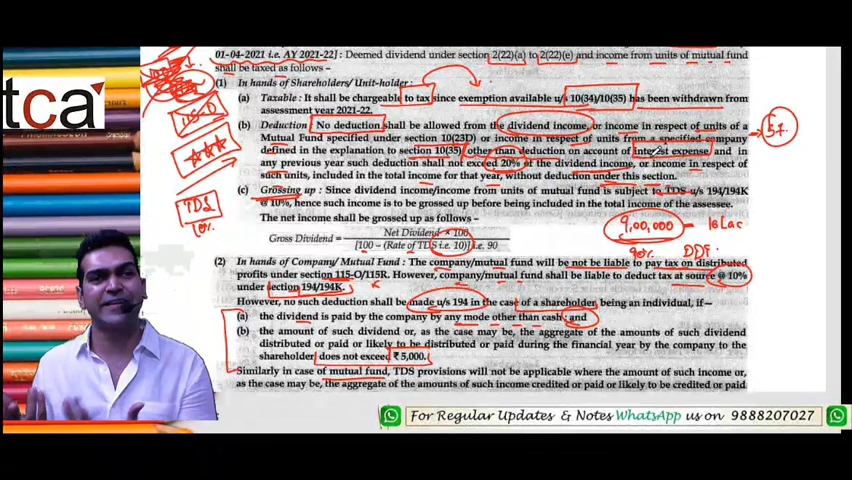 01-04-2021 i.e. AY 2021-22] : Deemed dividend under section 2(22)(a) to 2(22)(e) and income from units of mutual fund
shall be taxed as follows -
(1) In hands of Shareholders/ Unit-holder :
(a) Taxable : It shall be chargeable to tax since exemption available u/s 10(34)/10(35) has been withdrawn from
assessment year 2021-22.
(b) Deduction : No deduction shall be allowed from the dividend income, or income in respect of units of a
Mutual Fund specified under section 10(23D) or income in respect of units from a specified company
defined in the explanation to section 10(35) other than deduction on account of interest expense and in
any previous year such deduction shall not exceed 20% of the dividend income, or income in respect of
such units, included in the total income for that year, without deduction under this section.
(c) Grossing up : Since dividend income/income from units of mutual fund is subject to TDS u/s 194/194K
@ 10%, hence such income is to be grossed up before being included in the total income of the assessee.
The net income shall be grossed up as follows –
Gross Dividend = Net Dividend × 100
[100 – (Rate of TDS i.e. 10)] i.e. 90
9,00,000 - 10 Lac
90%
DDT
(2) In hands of Company/ Mutual Fund : The company/mutual fund will be not be liable to pay tax on distributed
profits under section 115-O/115R. However, company/mutual fund shall be liable to deduct tax at source @ 10%
under section 194/194K.
However, no such deduction shall be made u/s 194 in the case of a shareholder, being an individual, if—
(a) the dividend is paid by the company by any mode other than cash ; and
(b) the amount of such dividend or, as the case may be, the aggregate of the amounts of such dividend
distributed or paid or likely to be distributed or paid during the financial year by the company to the
shareholder does not exceed ₹ 5,000.
Similarly in case of mutual fund, TDS provisions will not be applicable where the amount of such income or,
as the case may be, the aggregate of the amounts of such income credited or paid or likely to be credited or paid
tca
TDS
10%
For Regular Updates & Notes WhatsApp us on 9888207027